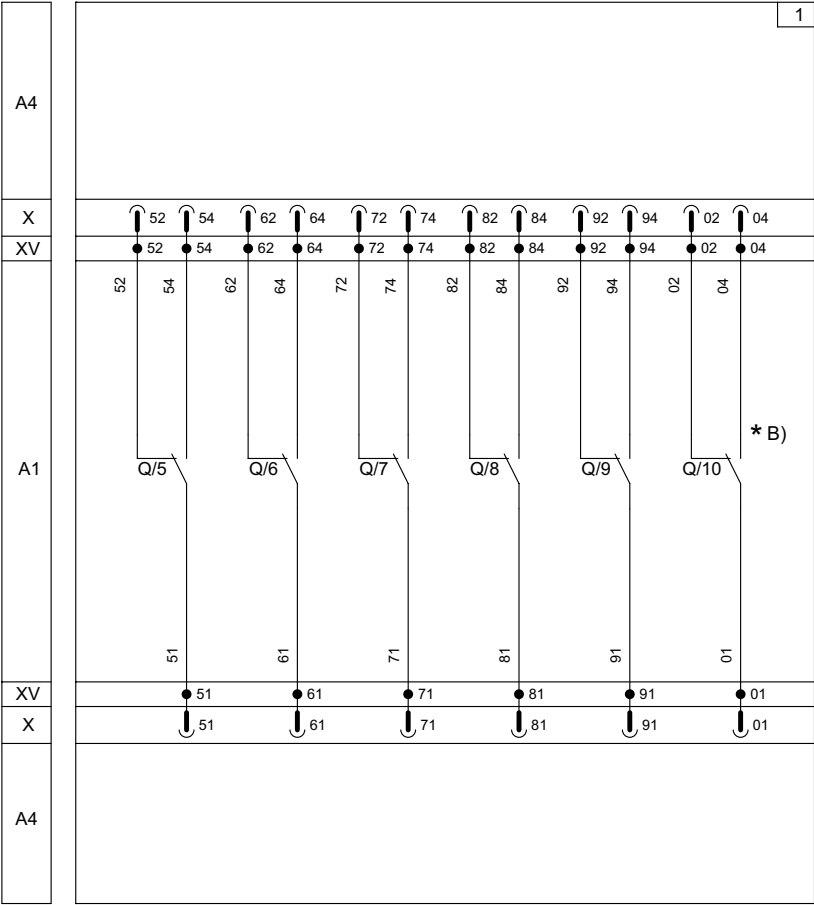 1
A4
X 52 54 62 64 72 74 82 84 92 94 02 04
XV 52 54 62 64 72 74 82 84 92 94 02 04
52 54 62 64 72 74 82 84 92 94 02 04
* B)
A1 Q/5 Q/6 Q/7 Q/8 Q/9 Q/10
51 61 71 81 91 01
XV 51 61 71 81 91 01
X 51 61 71 81 91 01
A4